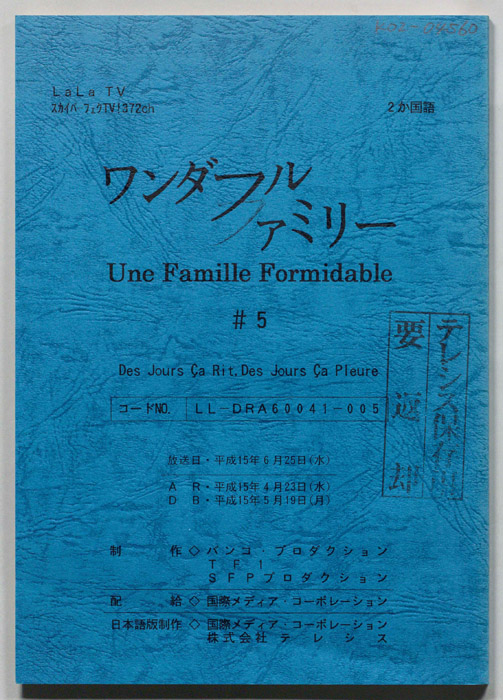 LaLa TV
スカイパーフェクTV!372ch
2か国語
ワンダフル
ファミリー
Une Famille Formidable
＃5
Des Jours Ça Rit, Des Jours Ça Pleure
コードNO. LL-DRA60041-005
放送日・平成15年6月25日(水)
A R・平成15年4月23日(水)
D B・平成15年5月19日(月)
制 作◇パンコ・プロダクション
TF1
SFPプロダクション
配 給◇国際メディア・コーポレーション
日本語版制作◇国際メディア・コーポレーション
株式会社テレシス
テレシス保存用
要返却